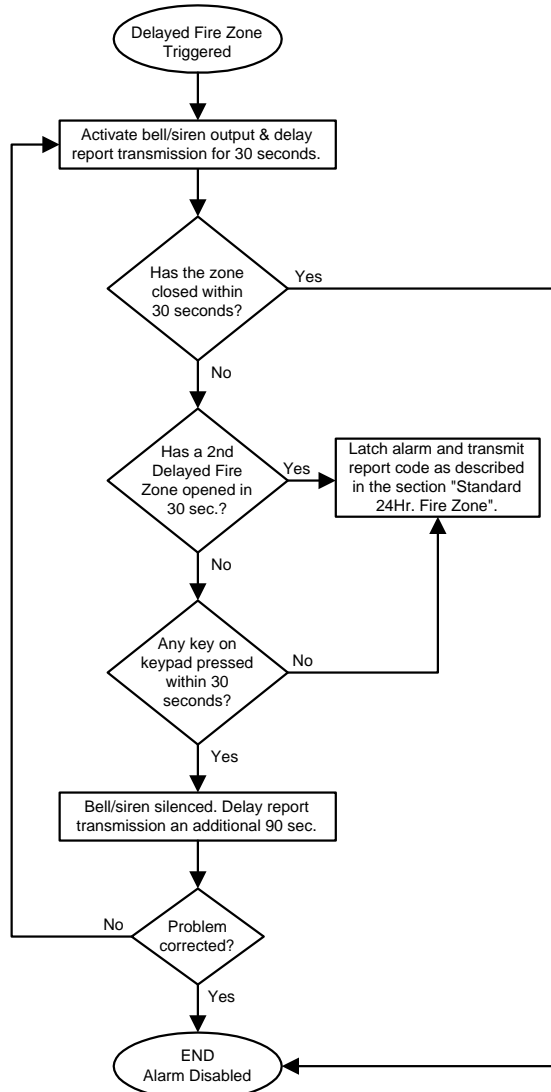 Delayed Fire Zone
Triggered
Activate bell/siren output & delay
report transmission for 30 seconds.
Has the zone
closed within
30 seconds?
Yes
No
Has a 2nd
Delayed Fire
Zone opened in
30 sec.?
Yes
Latch alarm and transmit
report code as described
in the section "Standard
24Hr. Fire Zone".
No
Any key on
keypad pressed
within 30
seconds?
No
Yes
Bell/siren silenced. Delay report
transmission an additional 90 sec.
No
Problem
corrected?
Yes
END
Alarm Disabled